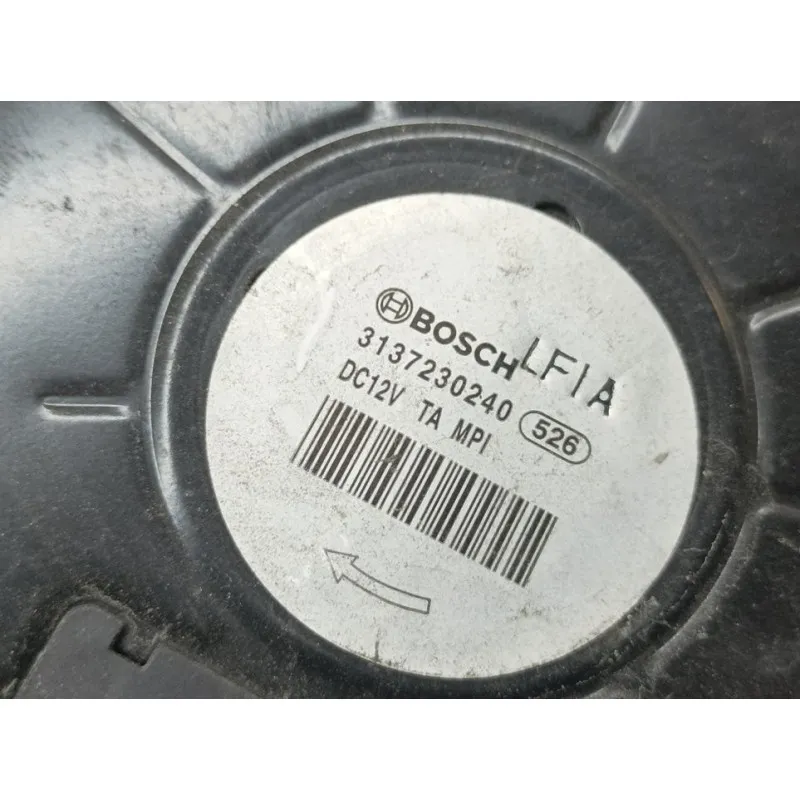 BOSCH LFIA
3137230240 526
DC12V TA MPI